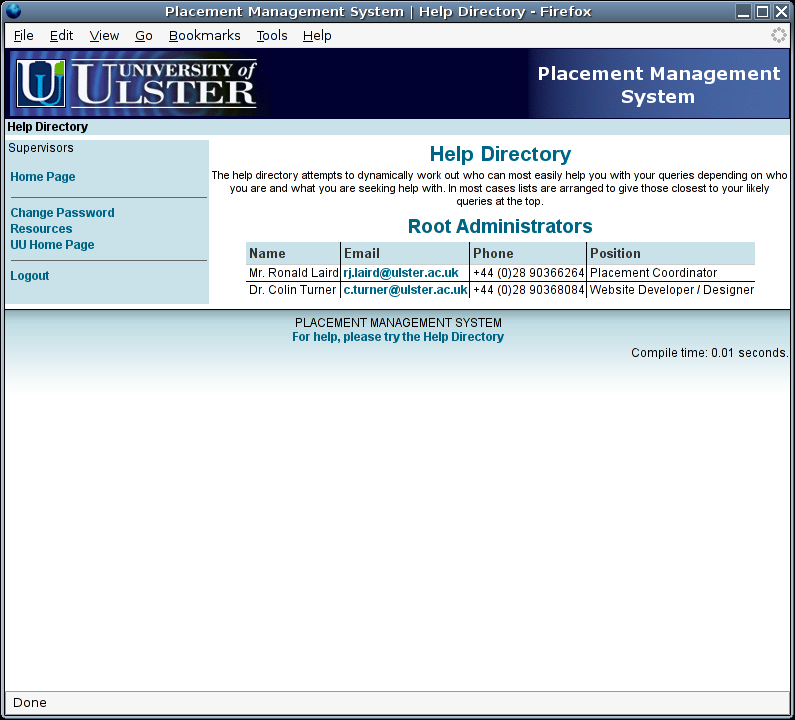 Placement Management System | Help Directory - Firefox
File Edit View Go Bookmarks Tools Help
UU UNIVERSITY of
ULSTER
Placement Management
System
Help Directory
Supervisors
Home Page
Change Password
Resources
UU Home Page
Logout
Help Directory
The help directory attempts to dynamically work out who can most easily help you with your queries depending on who
you are and what you are seeking help with. In most cases lists are arranged to give those closest to your likely
queries at the top.
Root Administrators
Name Email Phone Position
Mr. Ronald Laird rj.laird@ulster.ac.uk +44 (0)28 90366264 Placement Coordinator
Dr. Colin Turner c.turner@ulster.ac.uk +44 (0)28 90368084 Website Developer / Designer
PLACEMENT MANAGEMENT SYSTEM
For help, please try the Help Directory
Compile time: 0.01 seconds.
Done